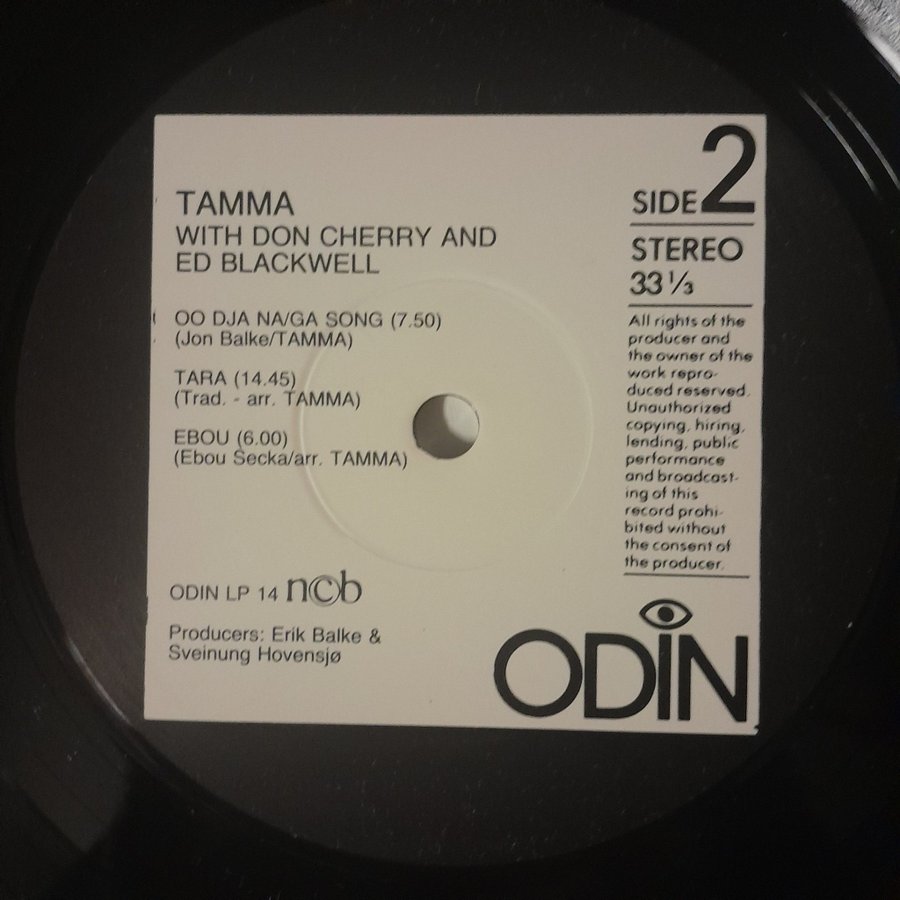 TAMMA
WITH DON CHERRY AND
ED BLACKWELL
OO DJA NA/GA SONG (7.50)
(Jon Balke/TAMMA)
TARA (14.45)
(Trad. - arr. TAMMA)
EBOU (6.00)
(Ebou Secka/arr. TAMMA)
ODIN LP 14 n©b
Producers: Erik Balke &
Sveinung Hovensjø
SIDE 2
STEREO
33 ⅓
All rights of the
producer and
the owner of the
work repro-
duced reserved.
Unauthorized
copying, hiring,
lending, public
performance
and broadcast-
ing of this
record prohi-
bited without
the consent of
the producer.
ODIN